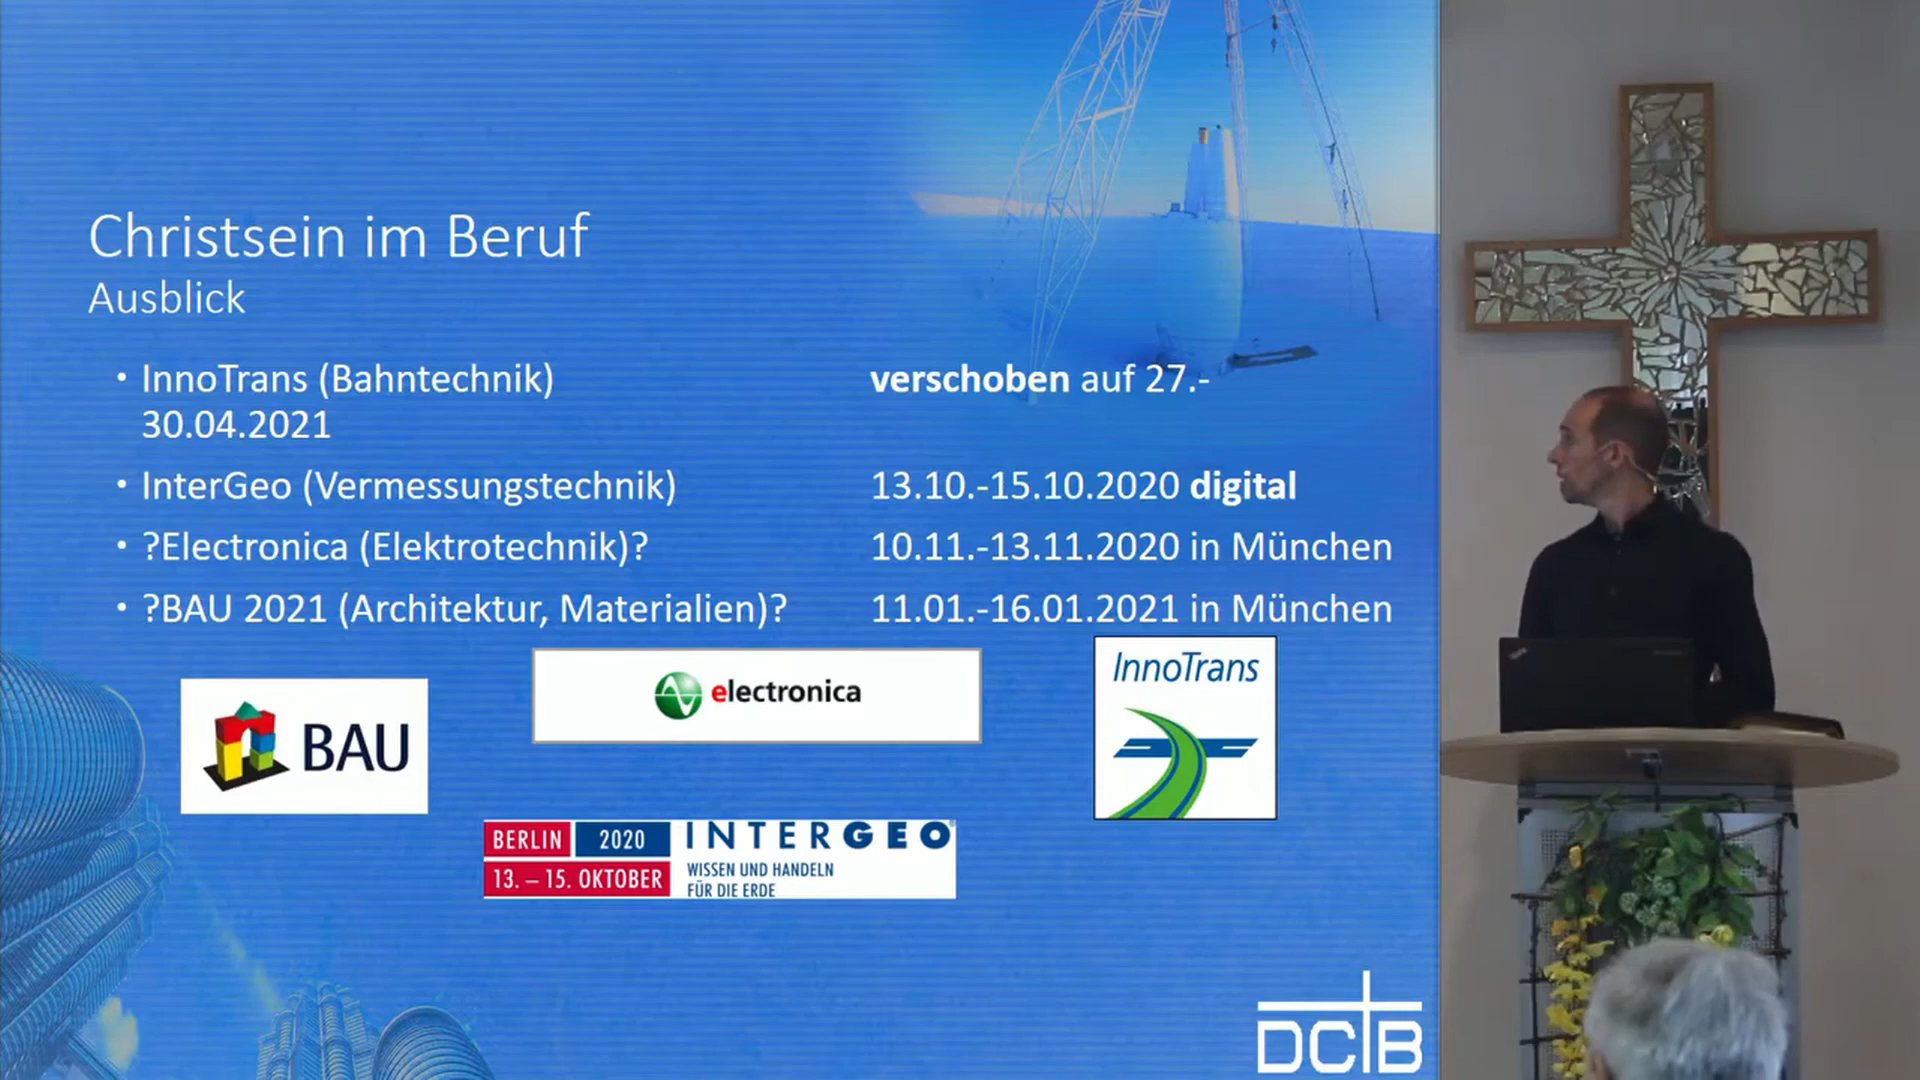 Christsein im Beruf
Ausblick
• InnoTrans (Bahntechnik) verschoben auf 27.-
30.04.2021
• InterGeo (Vermessungstechnik) 13.10.-15.10.2020 digital
• ?Electronica (Elektrotechnik)? 10.11.-13.11.2020 in München
• ?BAU 2021 (Architektur, Materialien)? 11.01.-16.01.2021 in München
BAU
electronica
InnoTrans
BERLIN 2020 INTERGEO
13. – 15. OKTOBER
WISSEN UND HANDELN
FÜR DIE ERDE
DCTB